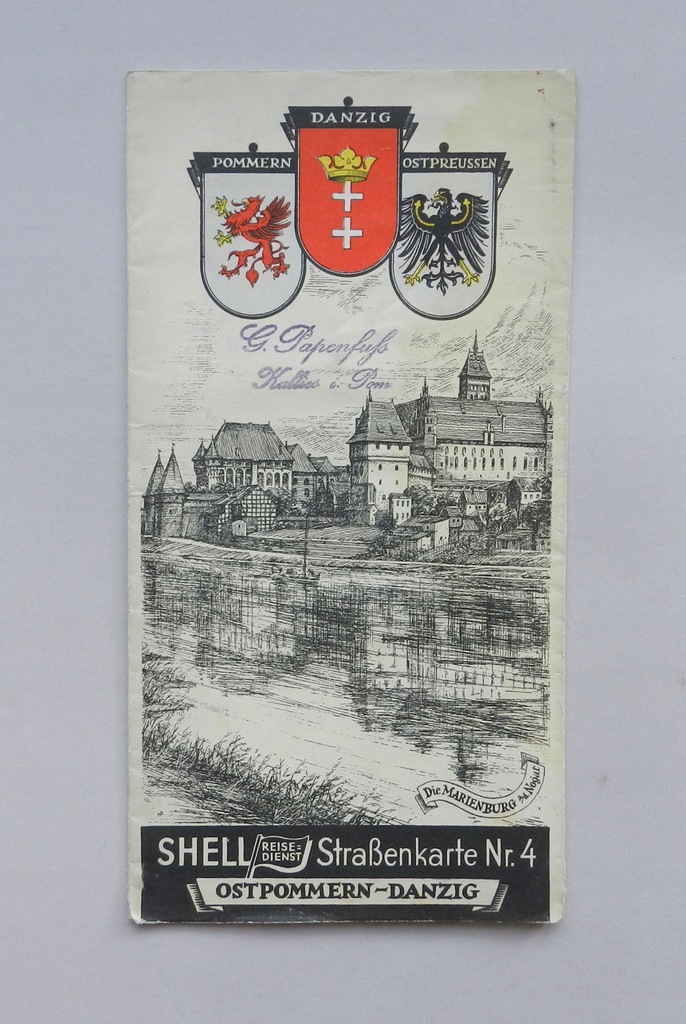 DANZIG
POMMERN
OSTPREUSSEN
G. Papenfuß
Kallies i. Pom
Die MARIENBURG a/d. Nogat
SHELL REISE=DIENST Straßenkarte Nr. 4
OSTPOMMERN-DANZIG